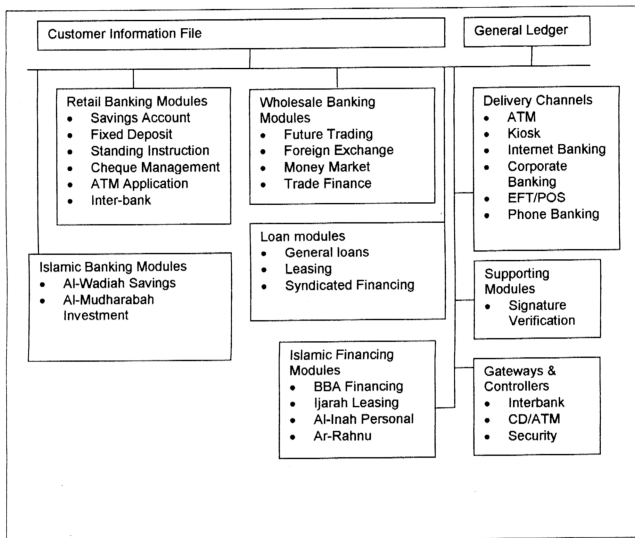 Customer Information File
General Ledger
Retail Banking Modules
• Savings Account
• Fixed Deposit
• Standing Instruction
• Cheque Management
• ATM Application
• Inter-bank
Wholesale Banking
Modules
• Future Trading
• Foreign Exchange
• Money Market
• Trade Finance
Delivery Channels
• ATM
• Kiosk
• Internet Banking
• Corporate
Banking
• EFT/POS
• Phone Banking
Loan modules
• General loans
• Leasing
• Syndicated Financing
Islamic Banking Modules
• Al-Wadiah Savings
• Al-Mudharabah
Investment
Supporting
Modules
• Signature
Verification
Islamic Financing
Modules
• BBA Financing
• Ijarah Leasing
• Al-Inah Personal
• Ar-Rahnu
Gateways &
Controllers
• Interbank
• CD/ATM
• Security